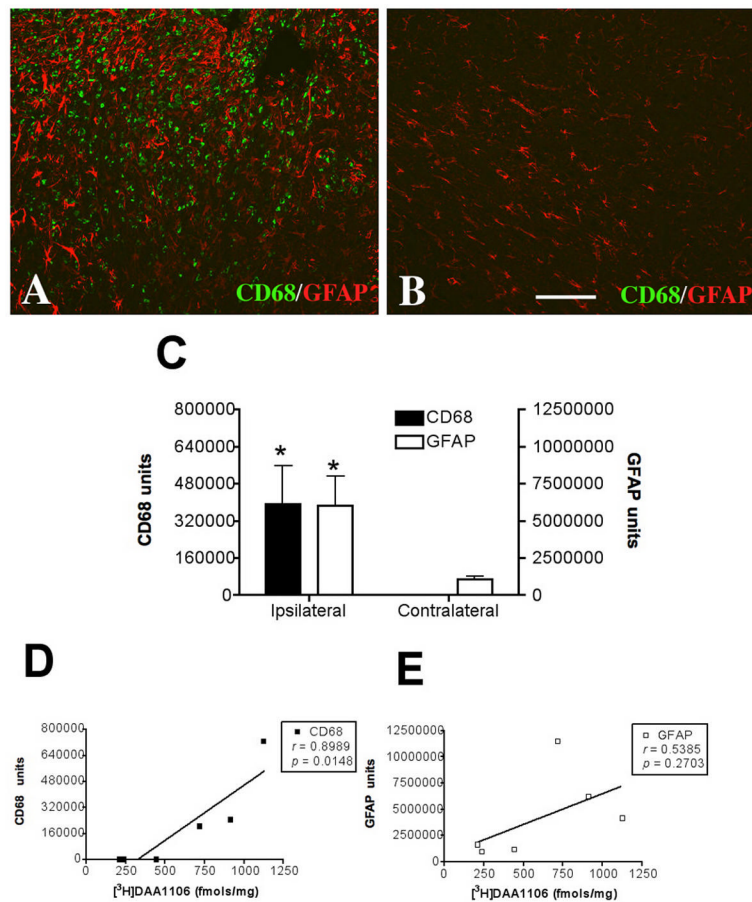 A
CD68/GFAP
B
CD68/GFAP
C
800000
640000
480000
320000
160000
0
CD68 units
* *
CD68
GFAP
12500000
10000000
7500000
5000000
2500000
0
GFAP units
Ipsilateral Contralateral
D
800000
640000
480000
320000
160000
0
CD68 units
CD68
r = 0.8989
p = 0.0148
0 250 500 750 1000 1250
[³H]DAA1106 (fmols/mg)
E
12500000
10000000
7500000
5000000
2500000
0
GFAP units
GFAP
r = 0.5385
p = 0.2703
0 250 500 750 1000 1250
[³H]DAA1106 (fmols/mg)